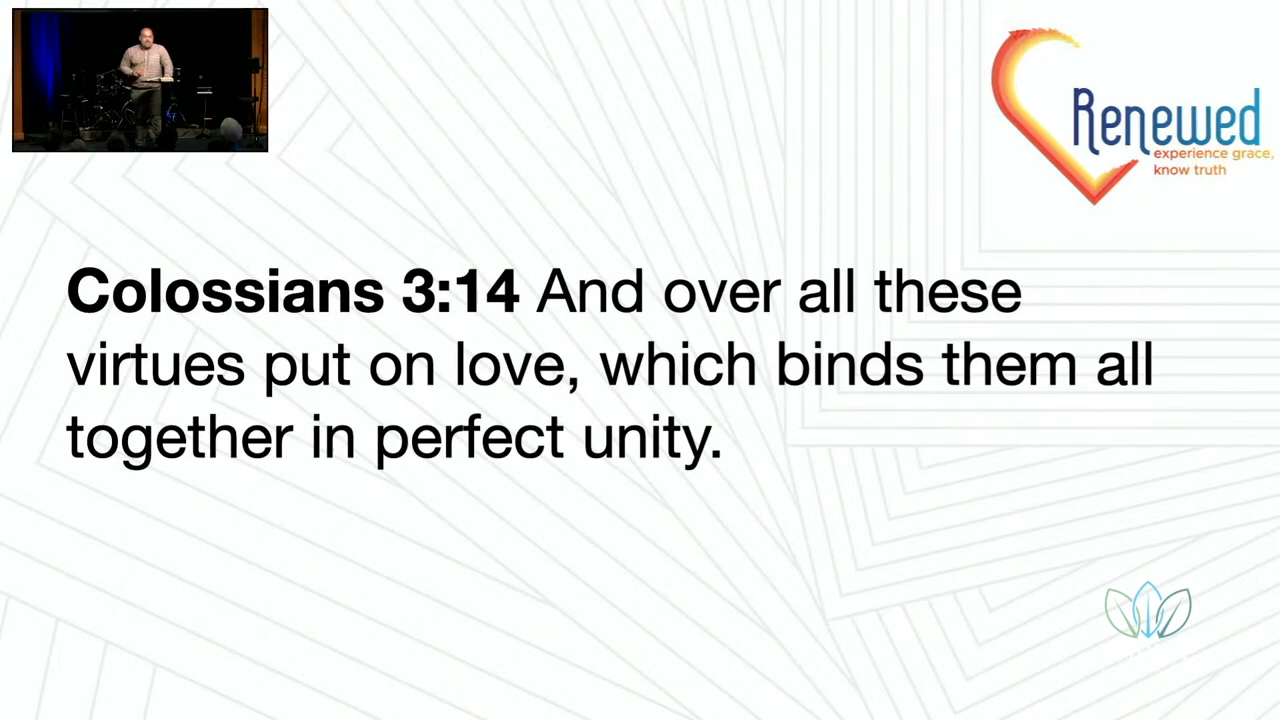 Renewed
experience grace,
know truth
Colossians 3:14 And over all these
virtues put on love, which binds them all
together in perfect unity.